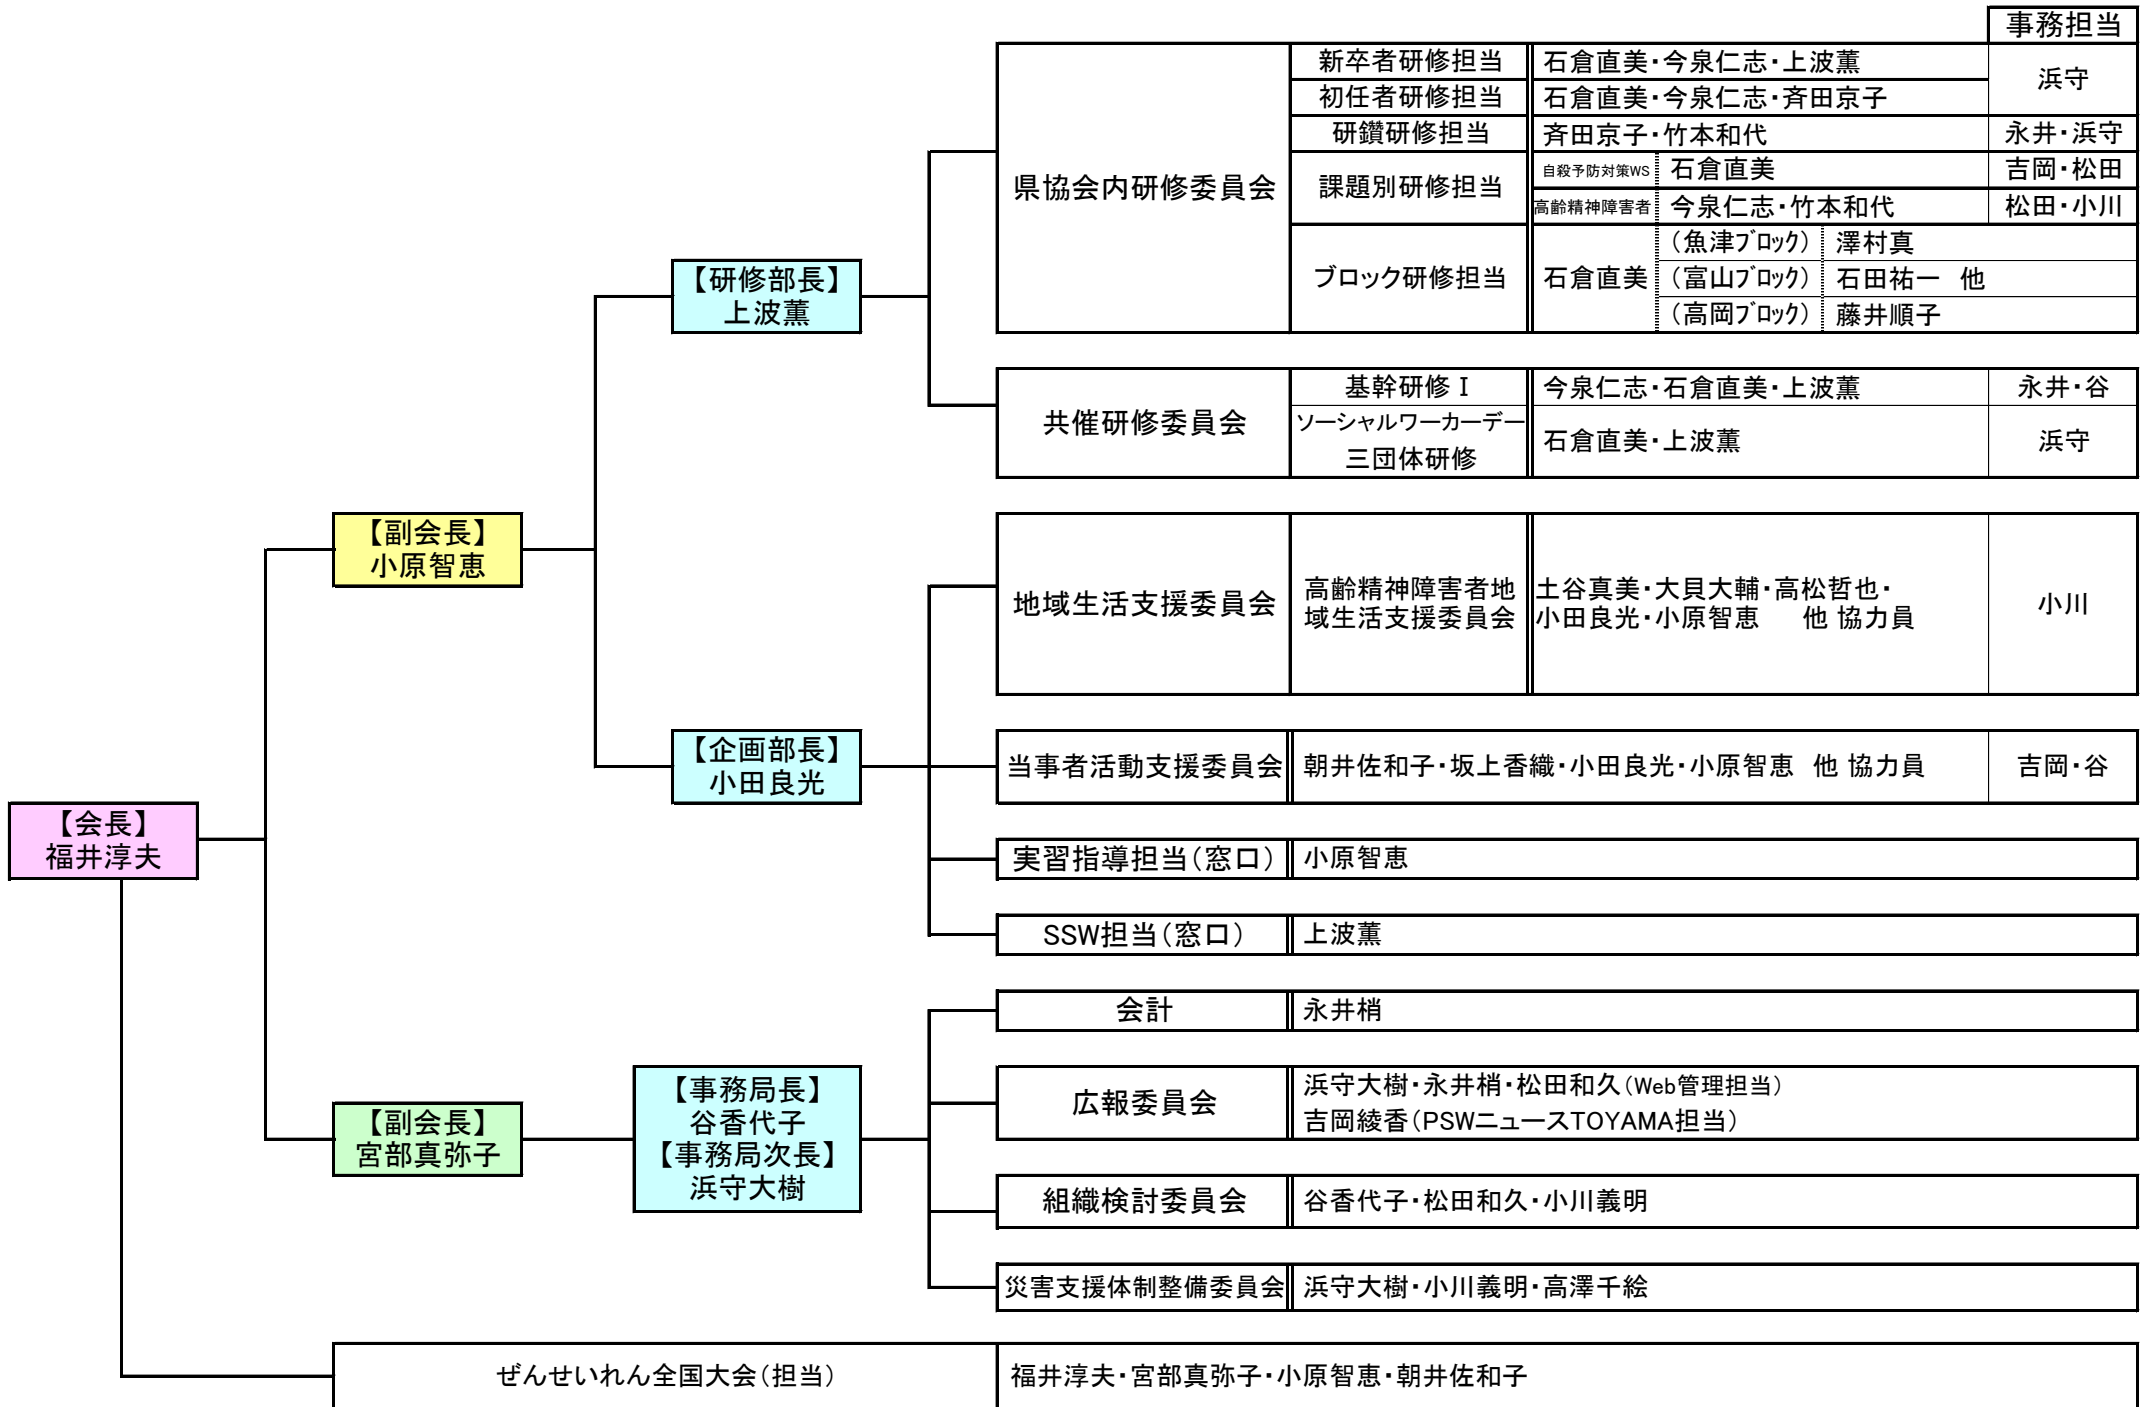 事務担当
県協会内研修委員会
新卒者研修担当
石倉直美・今泉仁志・上波薫
浜守
初任者研修担当
石倉直美・今泉仁志・斉田京子
研鑽研修担当
斉田京子・竹本和代
永井・浜守
課題別研修担当
自殺予防対策WS
石倉直美
吉岡・松田
高齢精神障害者
今泉仁志・竹本和代
松田・小川
ブロック研修担当
石倉直美
（魚津ﾌﾞﾛｯｸ）
澤村真
（富山ﾌﾞﾛｯｸ）
石田祐一　他
（高岡ﾌﾞﾛｯｸ）
藤井順子
【研修部長】
上波薫
共催研修委員会
基幹研修Ⅰ
今泉仁志・石倉直美・上波薫
永井・谷
ソーシャルワーカーデー
三団体研修
石倉直美・上波薫
浜守
【副会長】
小原智恵
地域生活支援委員会
高齢精神障害者地
域生活支援委員会
土谷真美・大貝大輔・高松哲也・
小田良光・小原智恵　　他 協力員
小川
【企画部長】
小田良光
当事者活動支援委員会
朝井佐和子・坂上香織・小田良光・小原智恵　他 協力員
吉岡・谷
【会長】
福井淳夫
実習指導担当（窓口）
小原智恵
SSW担当（窓口）
上波薫
会計
永井梢
【副会長】
宮部真弥子
【事務局長】
谷香代子
【事務局次長】
浜守大樹
広報委員会
浜守大樹・永井梢・松田和久（Web管理担当）
吉岡綾香（PSWニュースTOYAMA担当）
組織検討委員会
谷香代子・松田和久・小川義明
災害支援体制整備委員会
浜守大樹・小川義明・高澤千絵
ぜんせいれん全国大会（担当）
福井淳夫・宮部真弥子・小原智恵・朝井佐和子